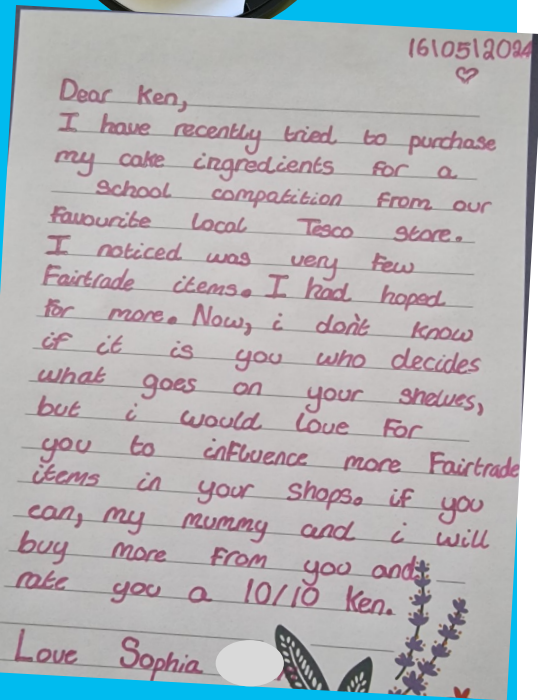 16\05\2024
Dear Ken,
I have recently tried to purchase
my cake ingredients for a
school compatition from our
favourite local Tesco store.
I noticed was very few
Fairtrade items. I had hoped
for more. Now, i don't know
if it is you who decides
what goes on your shelves,
but i would love for
you to influence more Fairtrade
items in your shops. if you
can, my mummy and i will
buy more from you and
rate you a 10/10 Ken.
Love Sophia